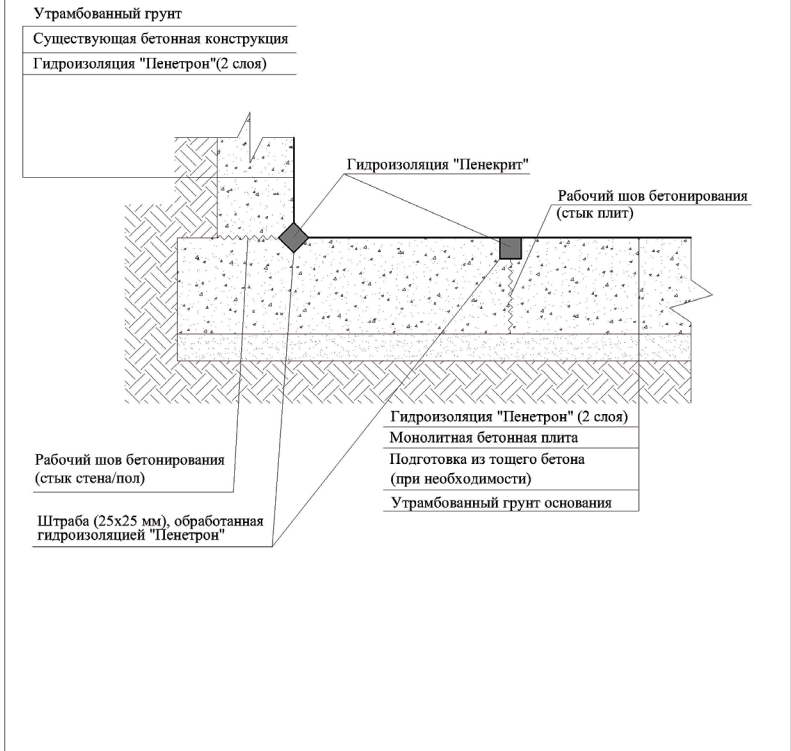 Утрамбованный грунт
Существующая бетонная конструкция
Гидроизоляция "Пенетрон"(2 слоя)
Гидроизоляция "Пенекрит"
Рабочий шов бетонирования
(стык плит)
Гидроизоляция "Пенетрон" (2 слоя)
Монолитная бетонная плита
Подготовка из тощего бетона
(при необходимости)
Утрамбованный грунт основания
Рабочий шов бетонирования
(стык стена/пол)
Штраба (25х25 мм), обработанная
гидроизоляцией "Пенетрон"